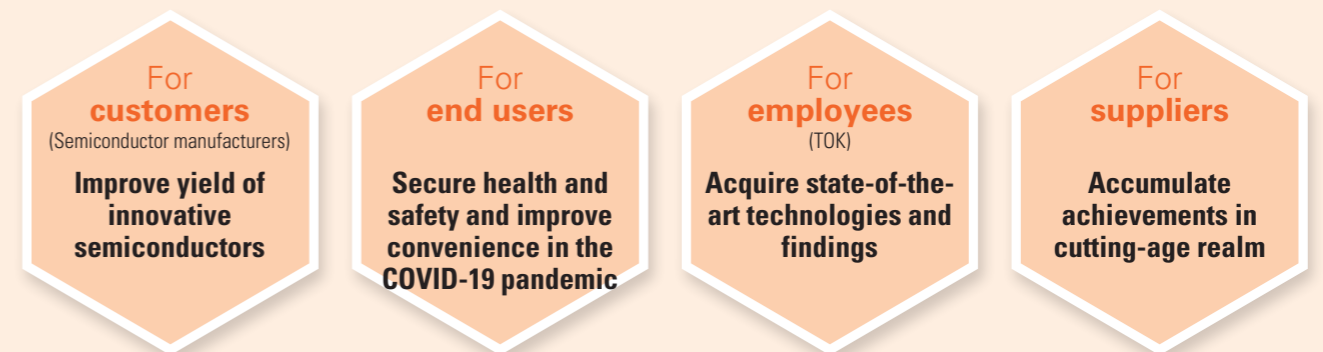 For
customers
(Semiconductor manufacturers)
Improve yield of
innovative
semiconductors
For
end users
Secure health and
safety and improve
convenience in the
COVID-19 pandemic
For
employees
(TOK)
Acquire state-of-the-
art technologies and
findings
For
suppliers
Accumulate
achievements in
cutting-age realm